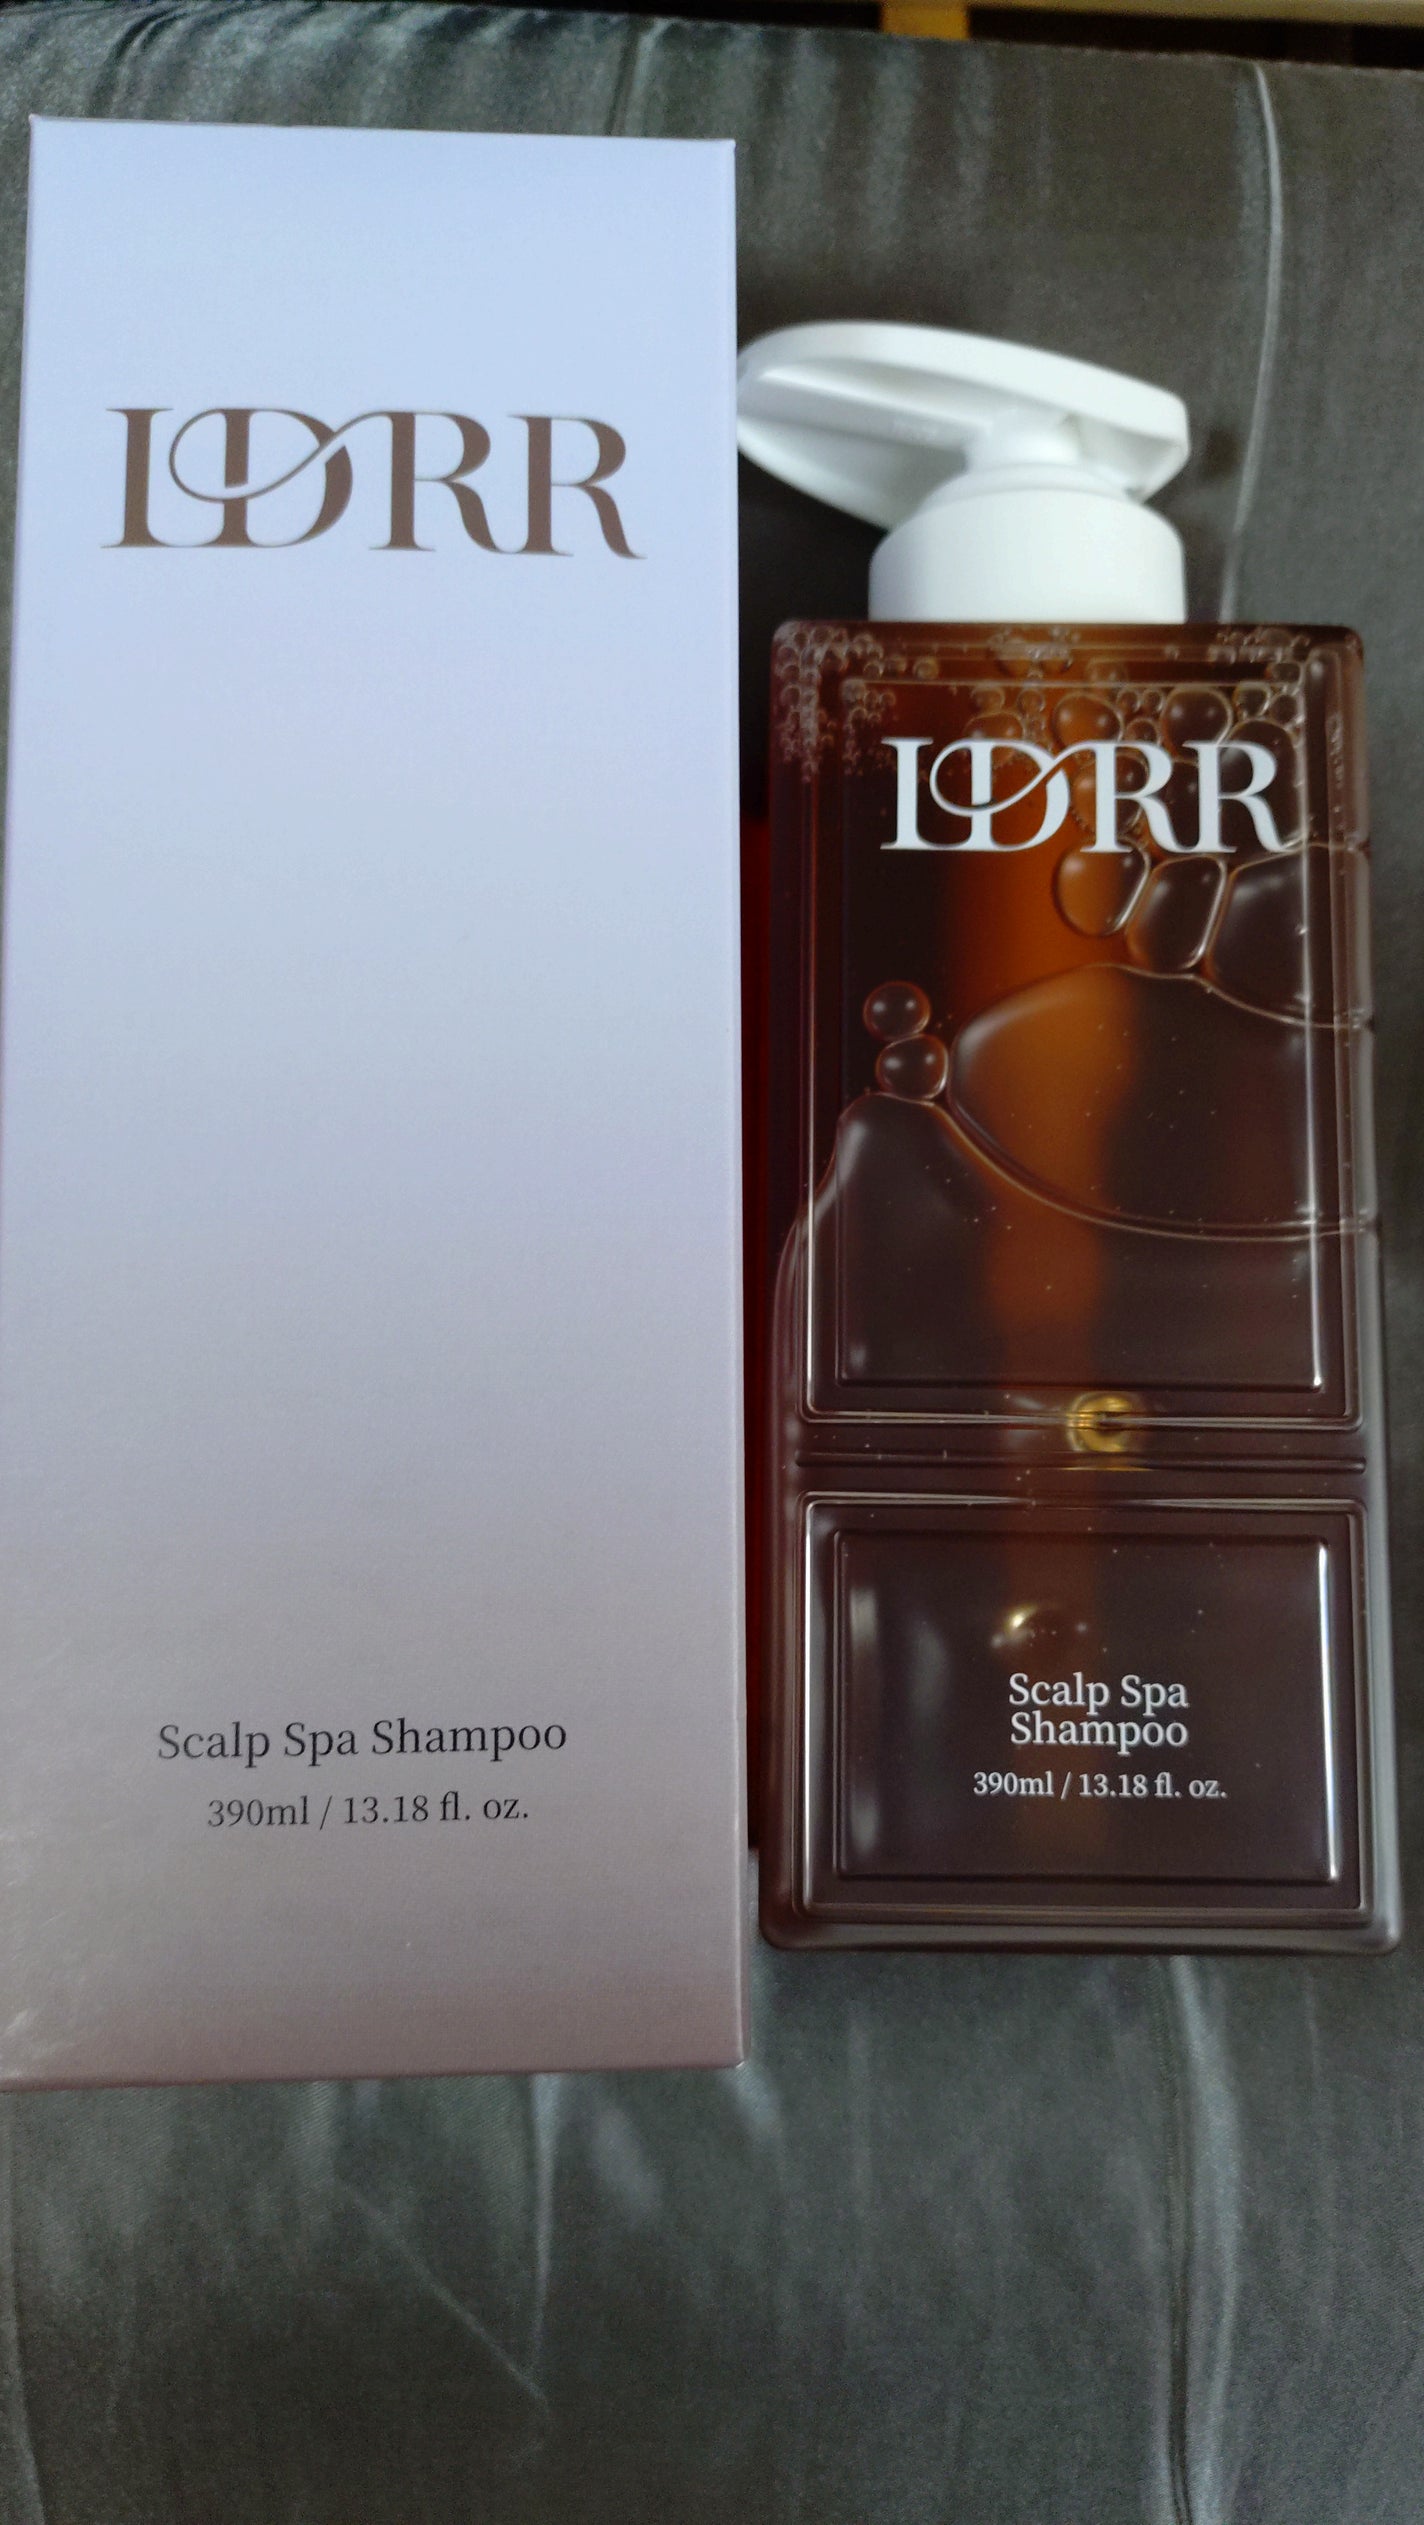 LDRR
Scalp Spa Shampoo
390ml / 13.18 fl. oz.
LDRR
Scalp Spa
Shampoo
390ml / 13.18 fl. oz.